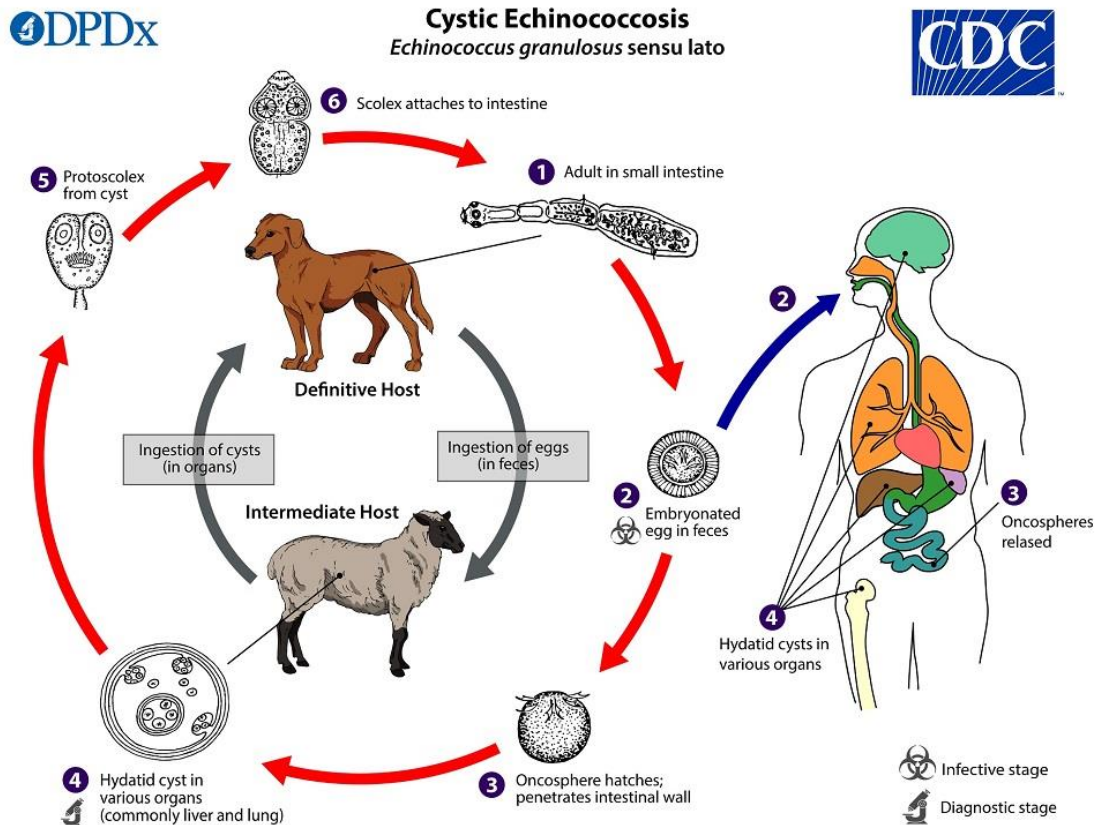 DPDx
Cystic Echinococcosis
Echinococcus granulosus sensu lato
CDC
TM
6 Scolex attaches to intestine
5 Protoscolex
from cyst
1 Adult in small intestine
2
Definitive Host
Ingestion of cysts
(in organs)
Ingestion of eggs
(in feces)
Intermediate Host
2 Embryonated
egg in feces
3
Oncospheres
relased
4
Hydatid cysts in
various organs
4 Hydatid cyst in
various organs
(commonly liver and lung)
3 Oncosphere hatches;
penetrates intestinal wall
Infective stage
Diagnostic stage